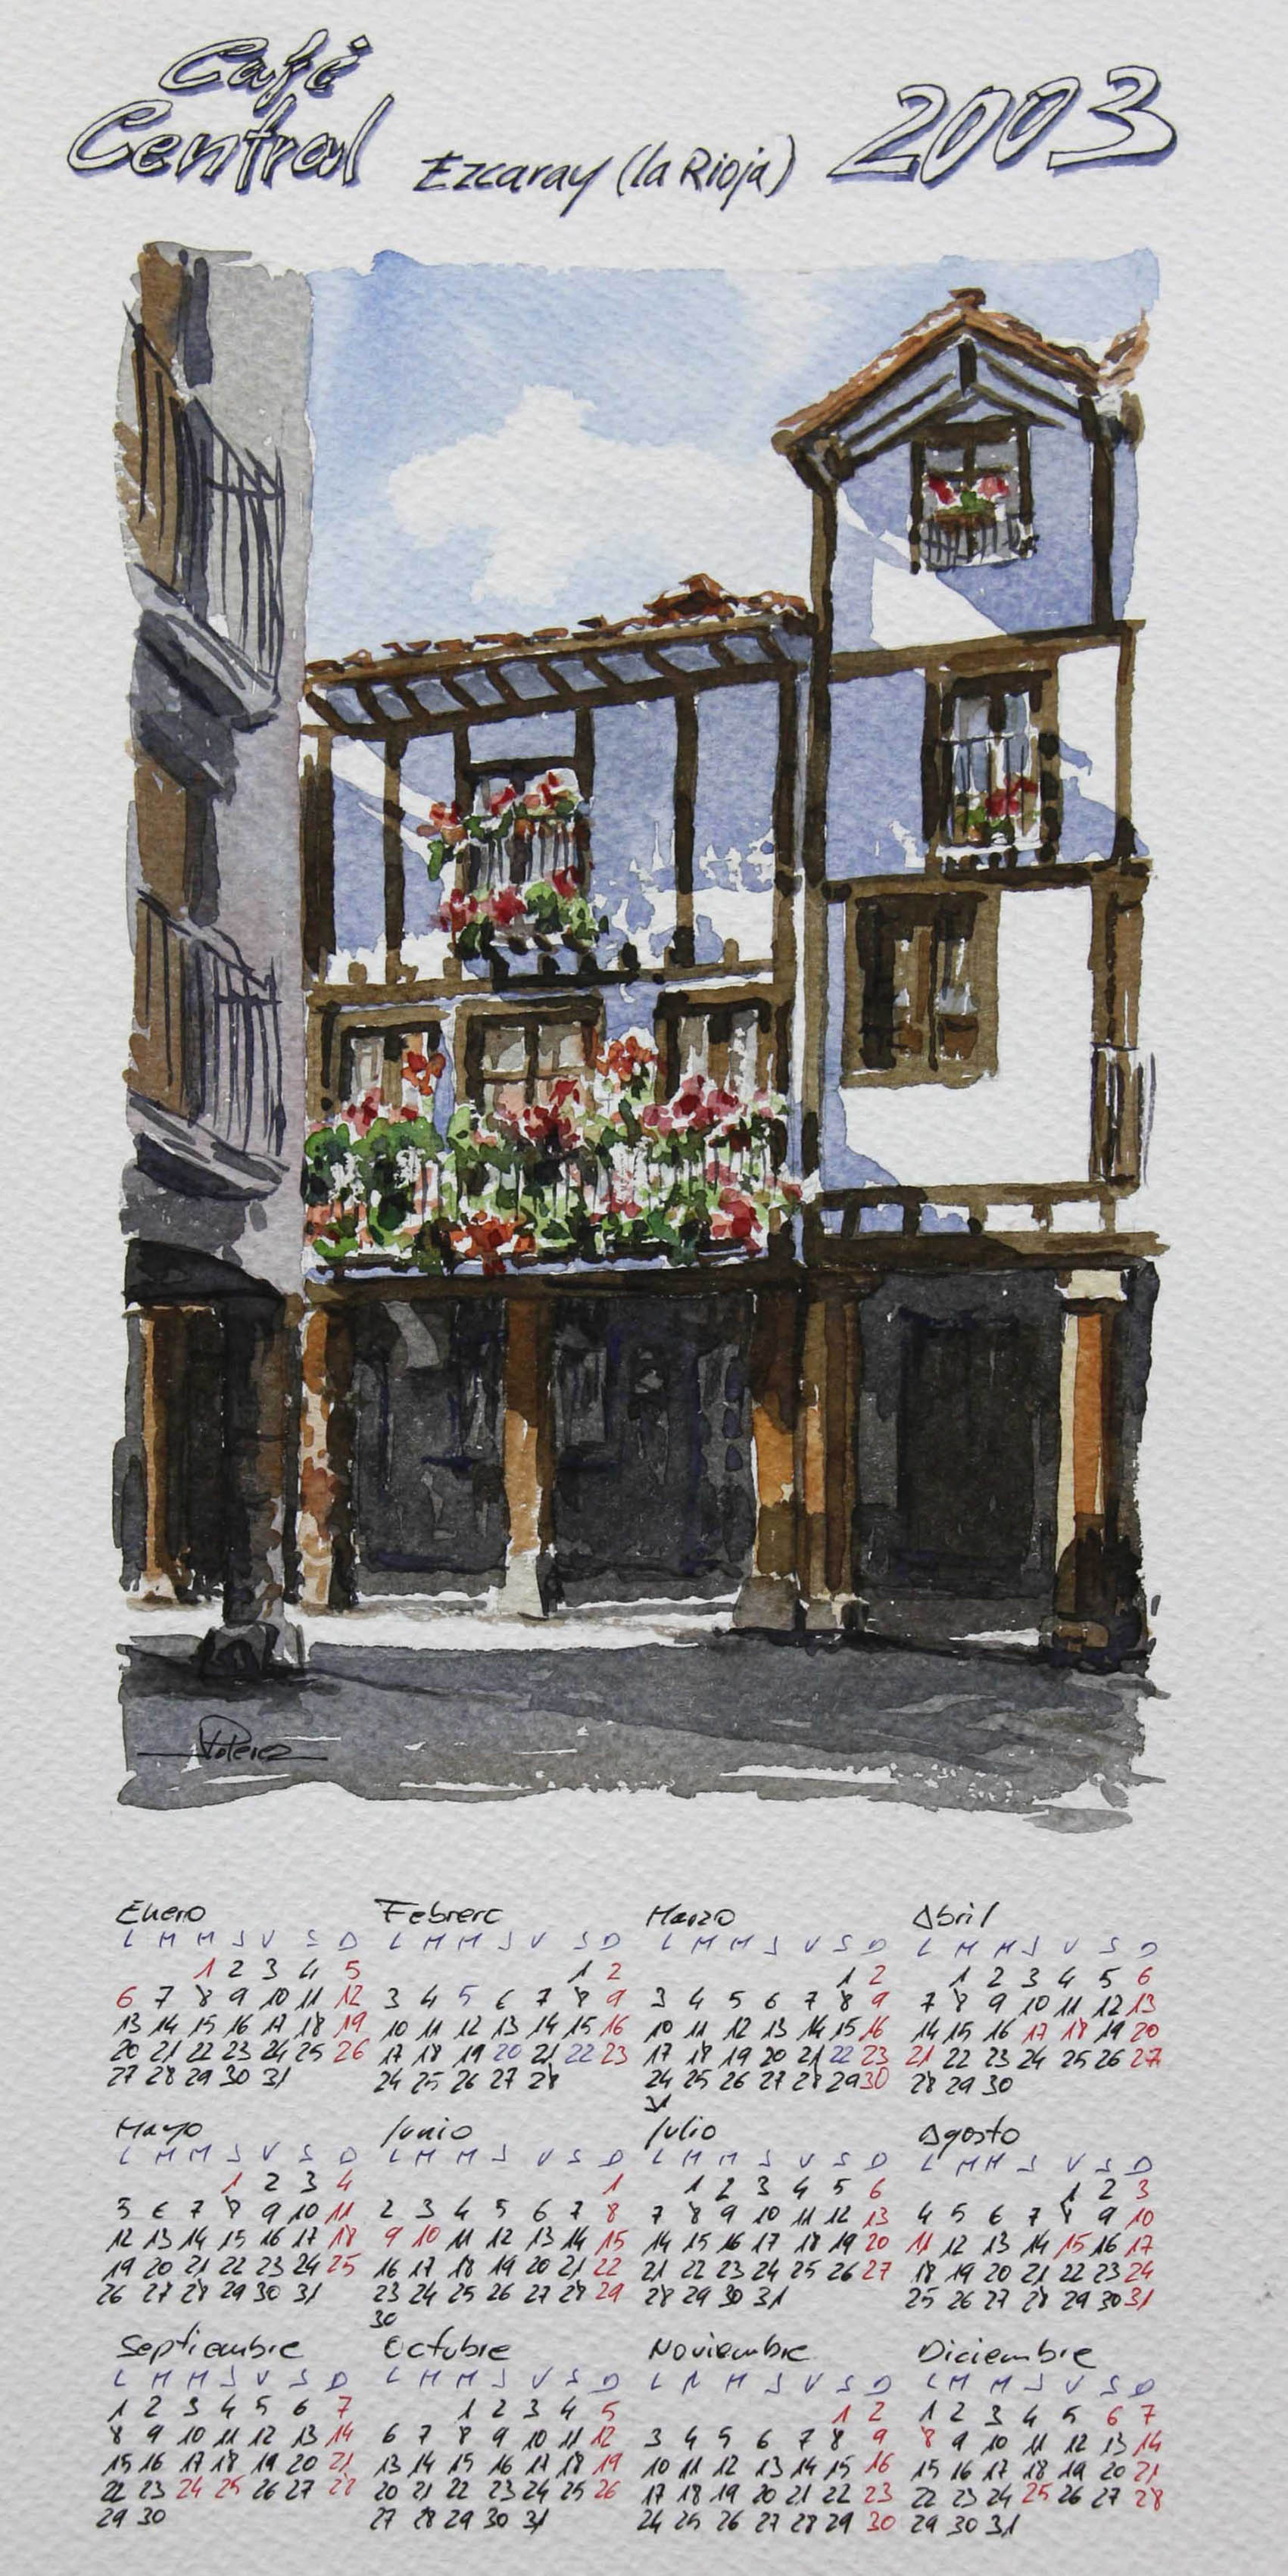 Café
Central
Ezcaray (la Rioja)
2003
Enero
L M M J V S D
1 2 3 4 5
6 7 8 9 10 11 12
13 14 15 16 17 18 19
20 21 22 23 24 25 26
27 28 29 30 31
Febrero
L M M J V S D
1 2
3 4 5 6 7 8 9
10 11 12 13 14 15 16
17 18 19 20 21 22 23
24 25 26 27 28
Marzo
L M M J V S D
1 2
3 4 5 6 7 8 9
10 11 12 13 14 15 16
17 18 19 20 21 22 23
24 25 26 27 28 29 30
31
Abril
L M M J V S D
1 2 3 4 5 6
7 8 9 10 11 12 13
14 15 16 17 18 19 20
21 22 23 24 25 26 27
28 29 30
Mayo
L M M J V S D
1 2 3 4
5 6 7 8 9 10 11
12 13 14 15 16 17 18
19 20 21 22 23 24 25
26 27 28 29 30 31
Junio
L M M J V S D
1
2 3 4 5 6 7 8
9 10 11 12 13 14 15
16 17 18 19 20 21 22
23 24 25 26 27 28 29
30
Julio
L M M J V S D
1 2 3 4 5 6
7 8 9 10 11 12 13
14 15 16 17 18 19 20
21 22 23 24 25 26 27
28 29 30 31
Agosto
L M M J V S D
1 2 3
4 5 6 7 8 9 10
11 12 13 14 15 16 17
18 19 20 21 22 23 24
25 26 27 28 29 30 31
Septiembre
L M M J V S D
1 2 3 4 5 6 7
8 9 10 11 12 13 14
15 16 17 18 19 20 21
22 23 24 25 26 27 28
29 30
Octubre
L M M J V S D
1 2 3 4 5
6 7 8 9 10 11 12
13 14 15 16 17 18 19
20 21 22 23 24 25 26
27 28 29 30 31
Noviembre
L M M J V S D
1 2
3 4 5 6 7 8 9
10 11 12 13 14 15 16
17 18 19 20 21 22 23
24 25 26 27 28 29 30
Diciembre
L M M J V S D
1 2 3 4 5 6 7
8 9 10 11 12 13 14
15 16 17 18 19 20 21
22 23 24 25 26 27 28
29 30 31